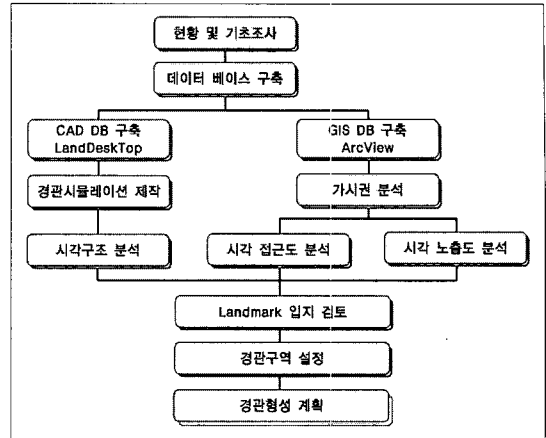 현황 및 기초조사
데이터 베이스 구축
CAD DB 구축
LandDeskTop
GIS DB 구축
ArcView
경관시뮬레이션 제작
가시권 분석
시각구조 분석
시각 접근도 분석
시각 노출도 분석
Landmark 입지 검토
경관구역 설정
경관형성 계획